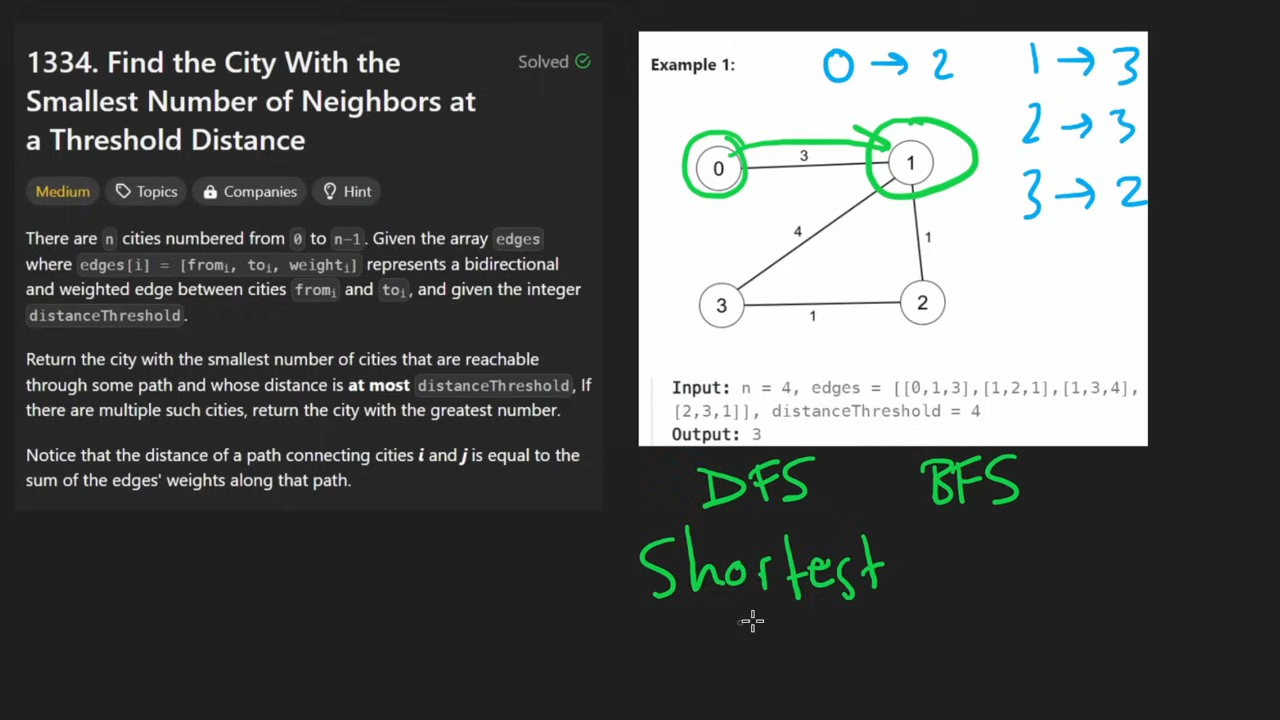 1334. Find the City With the
Smallest Number of Neighbors at
a Threshold Distance
Solved
Medium Topics Companies Hint
There are n cities numbered from 0 to n-1. Given the array edges
where edges[i] = [fromi, toi, weighti] represents a bidirectional
and weighted edge between cities fromi and toi, and given the integer
distanceThreshold.
Return the city with the smallest number of cities that are reachable
through some path and whose distance is at most distanceThreshold, If
there are multiple such cities, return the city with the greatest number.
Notice that the distance of a path connecting cities i and j is equal to the
sum of the edges' weights along that path.
Example 1:
0 → 2
1 → 3
2 → 3
3 → 2
0
3
1
4
1
3
1
2
Input: n = 4, edges = [[0,1,3],[1,2,1],[1,3,4],
[2,3,1]], distanceThreshold = 4
Output: 3
DFS BFS
Shortest